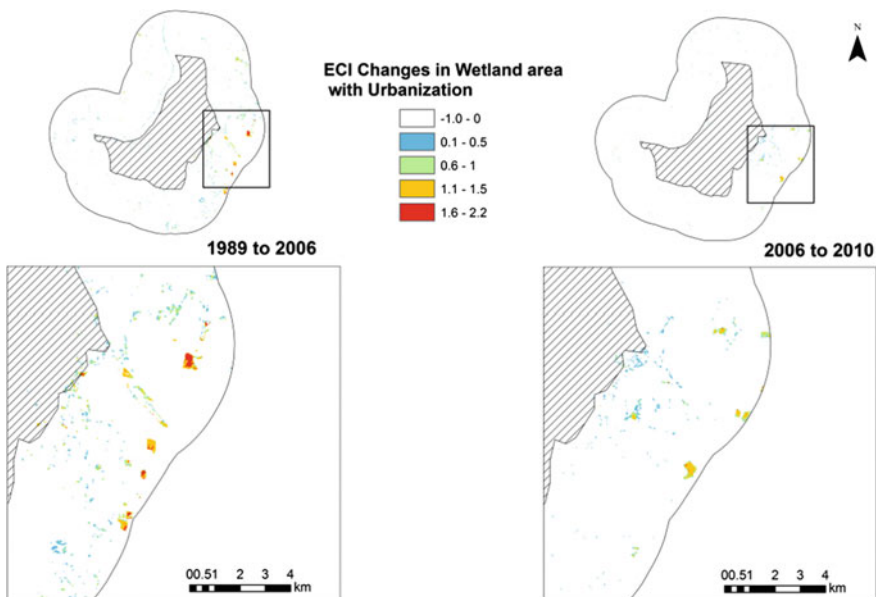 N
ECI Changes in Wetland area
with Urbanization
-1.0 - 0
0.1 - 0.5
0.6 - 1
1.1 - 1.5
1.6 - 2.2
1989 to 2006
2006 to 2010
00.51 2 3 4
km
00.51 2 3 4
km